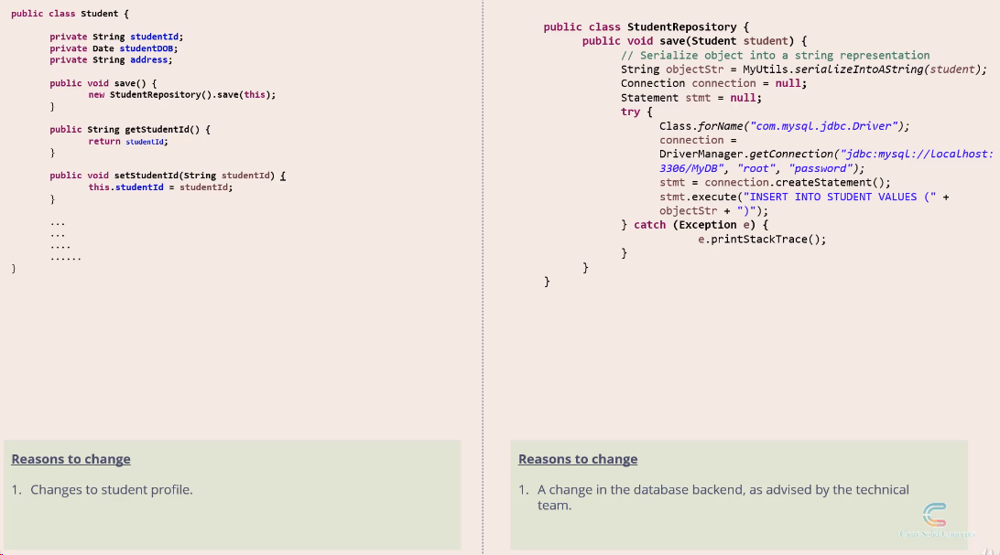 public class Student {
private String studentId;
private Date studentDOB;
private String address;
public void save() {
new StudentRepository().save(this);
}
public String getStudentId() {
return studentId;
}
public void setStudentId(String studentId) {
this.studentId = studentId;
}
...
...
....
......
}
Reasons to change
1. Changes to student profile.
public class StudentRepository {
public void save(Student student) {
// Serialize object into a string representation
String objectStr = MyUtils.serializeIntoAString(student);
Connection connection = null;
Statement stmt = null;
try {
Class.forName("com.mysql.jdbc.Driver");
connection =
DriverManager.getConnection("jdbc:mysql://localhost:
3306/MyDB", "root", "password");
stmt = connection.createStatement();
stmt.execute("INSERT INTO STUDENT VALUES (" +
objectStr + ")");
} catch (Exception e) {
e.printStackTrace();
}
}
}
Reasons to change
1. A change in the database backend, as advised by the technical
team.